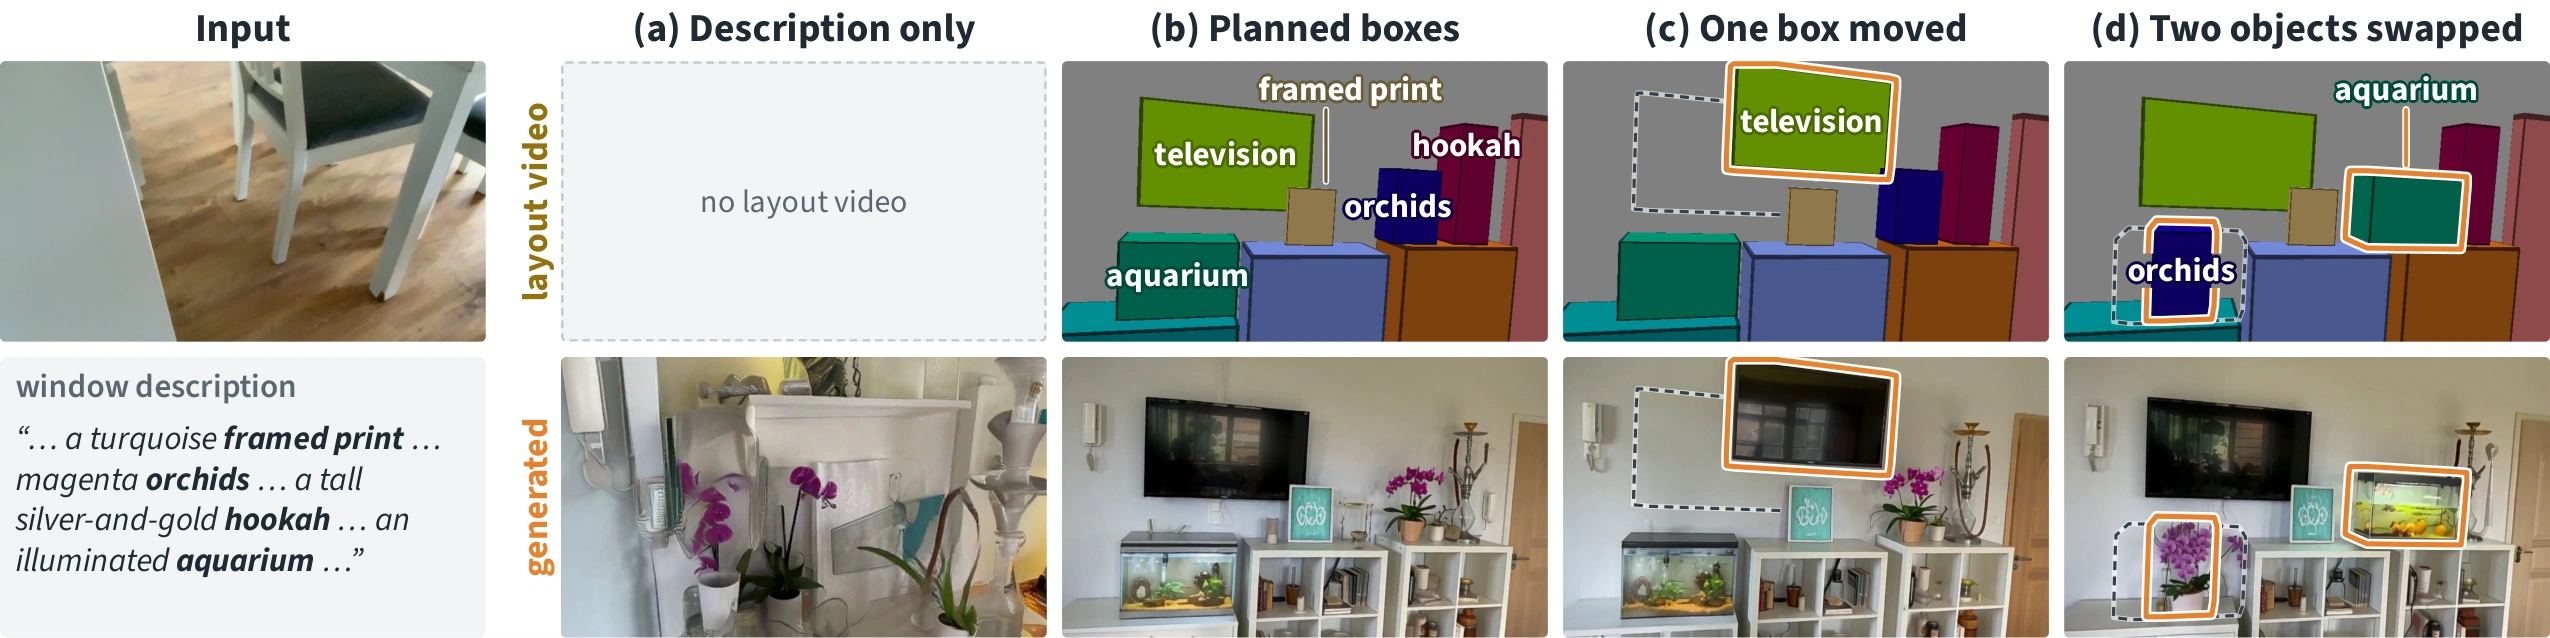 Input
(a) Description only
(b) Planned boxes
(c) One box moved
(d) Two objects swapped
layout video
no layout video
framed print
television
hookah
orchids
aquarium
television
aquarium
orchids
window description
“… a turquoise framed print …
magenta orchids … a tall
silver-and-gold hookah … an
illuminated aquarium …”
generated